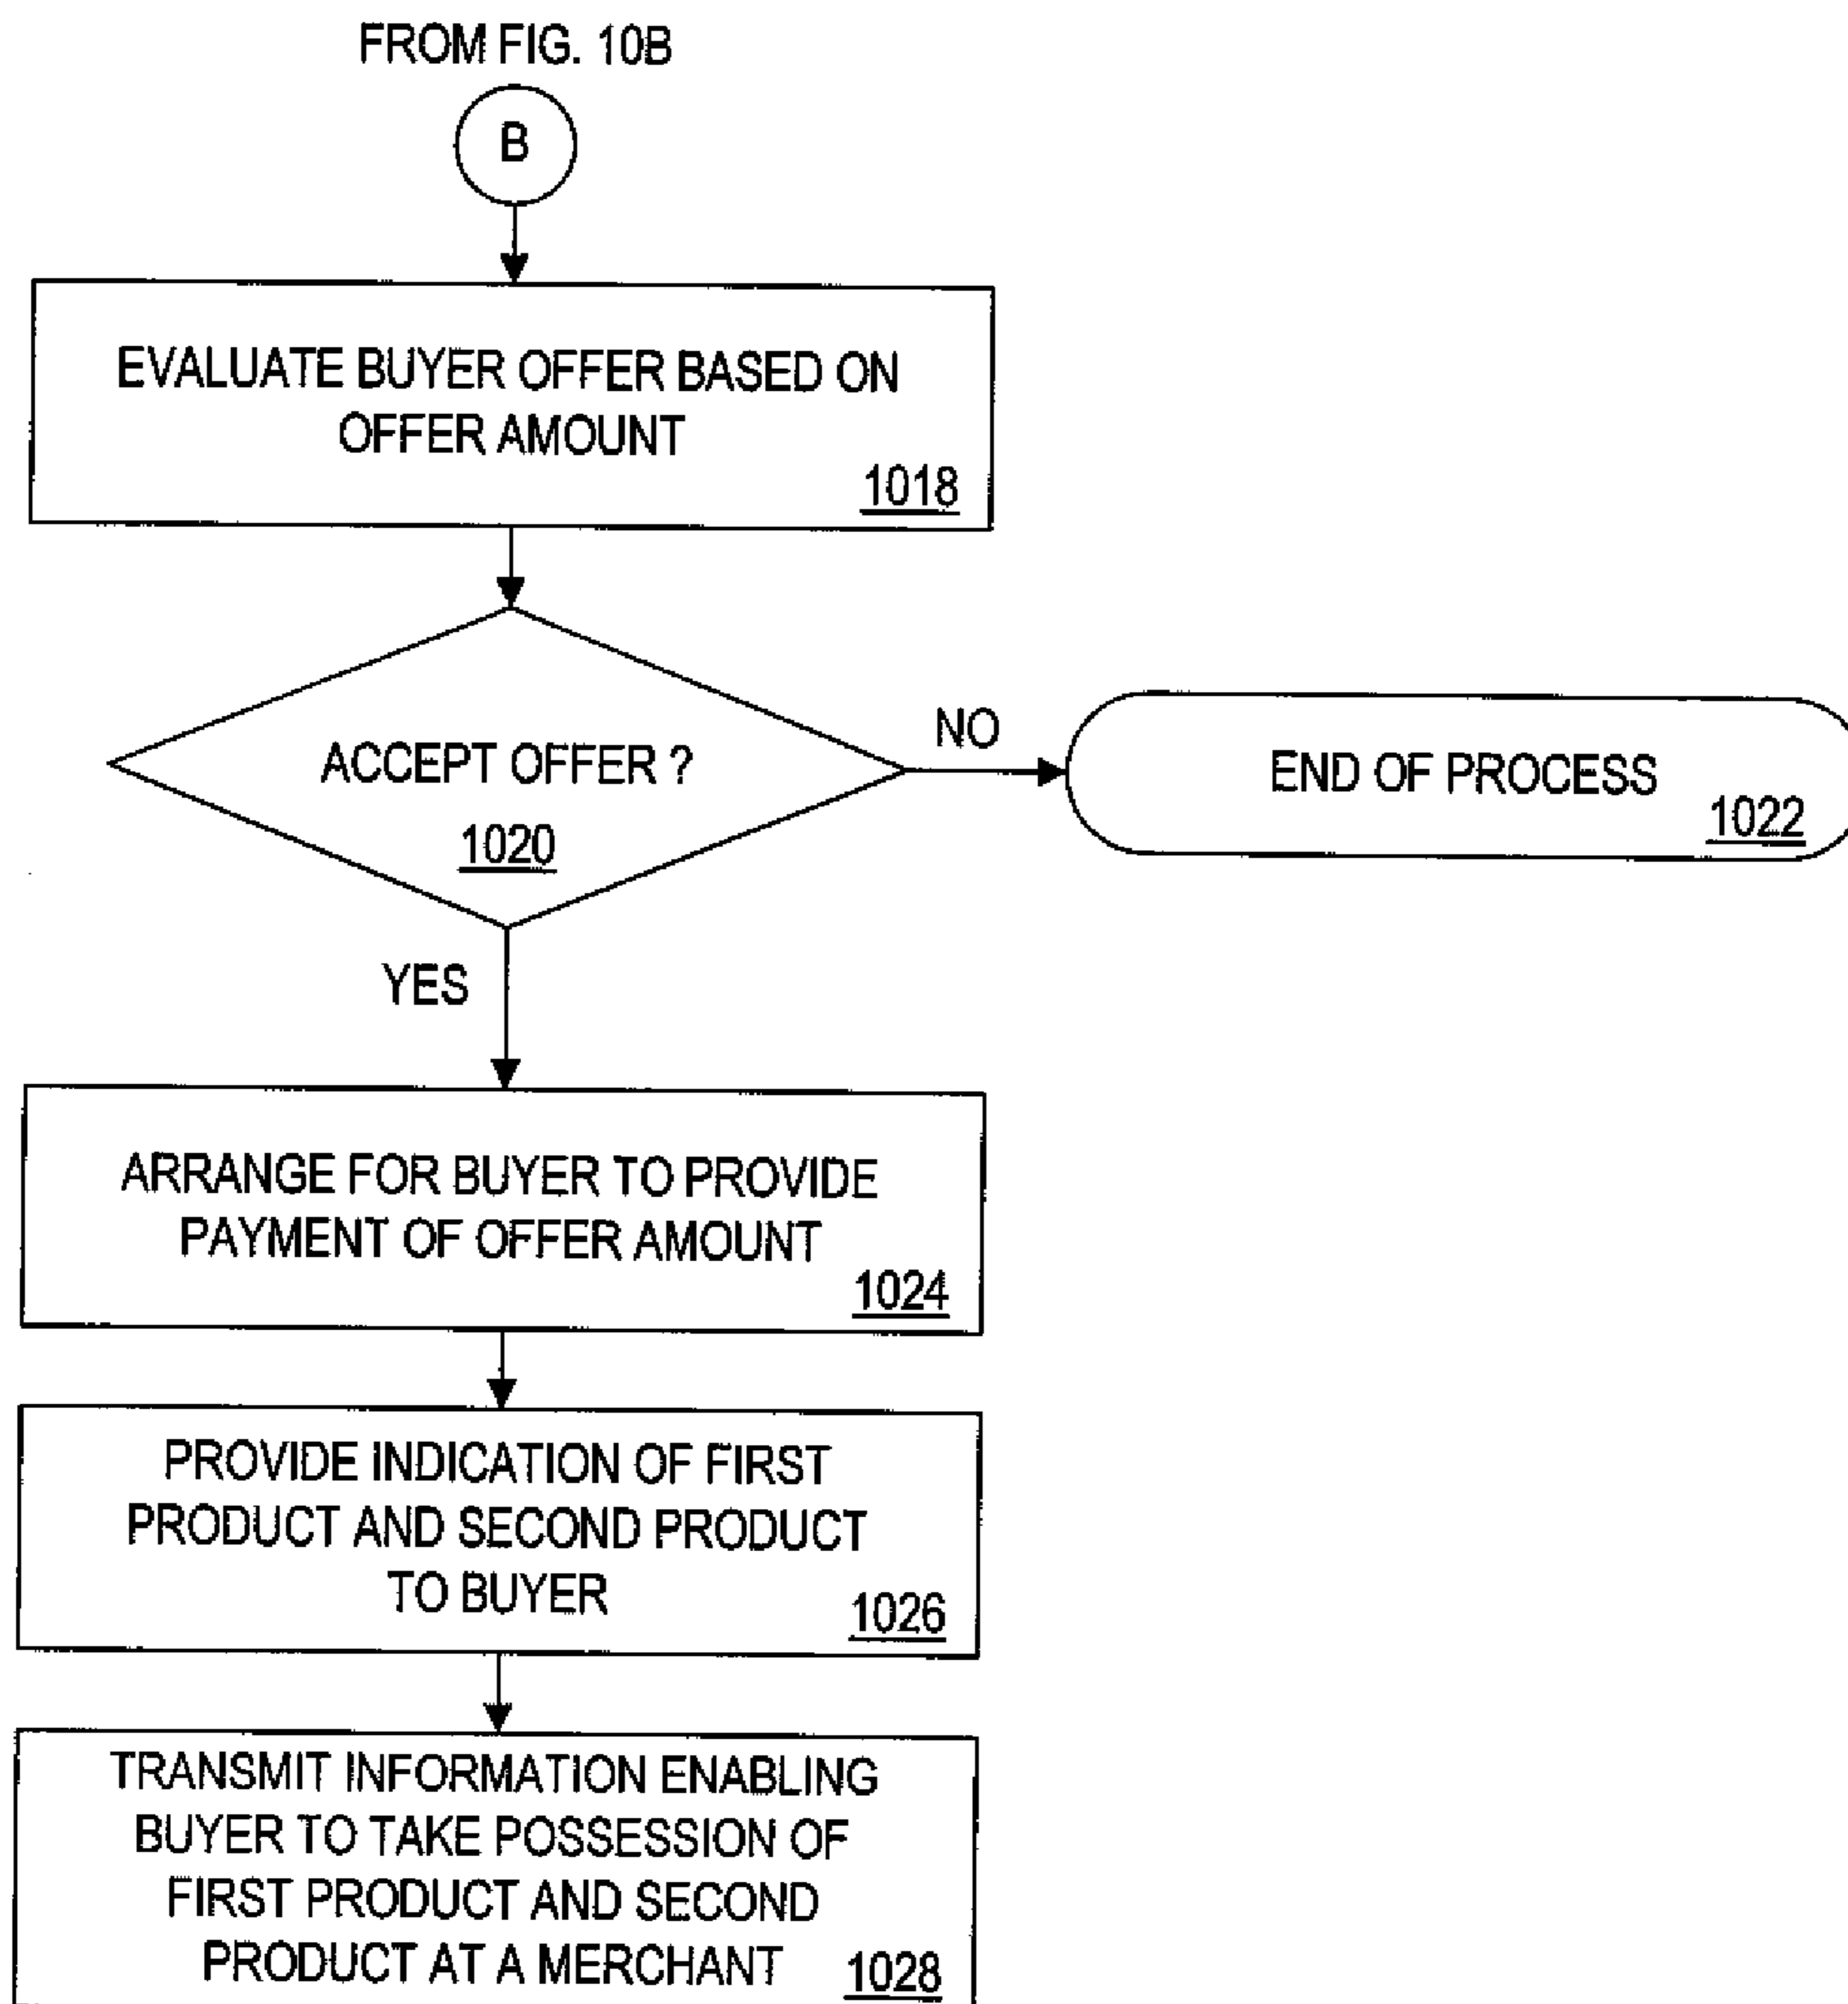 FROM FIG. 10B
B
EVALUATE BUYER OFFER BASED ON
OFFER AMOUNT
1018
ACCEPT OFFER ?
1020
NO
END OF PROCESS
1022
YES
ARRANGE FOR BUYER TO PROVIDE
PAYMENT OF OFFER AMOUNT
1024
PROVIDE INDICATION OF FIRST
PRODUCT AND SECOND PRODUCT
TO BUYER
1026
TRANSMIT INFORMATION ENABLING
BUYER TO TAKE POSSESSION OF
FIRST PRODUCT AND SECOND
PRODUCT AT A MERCHANT
1028